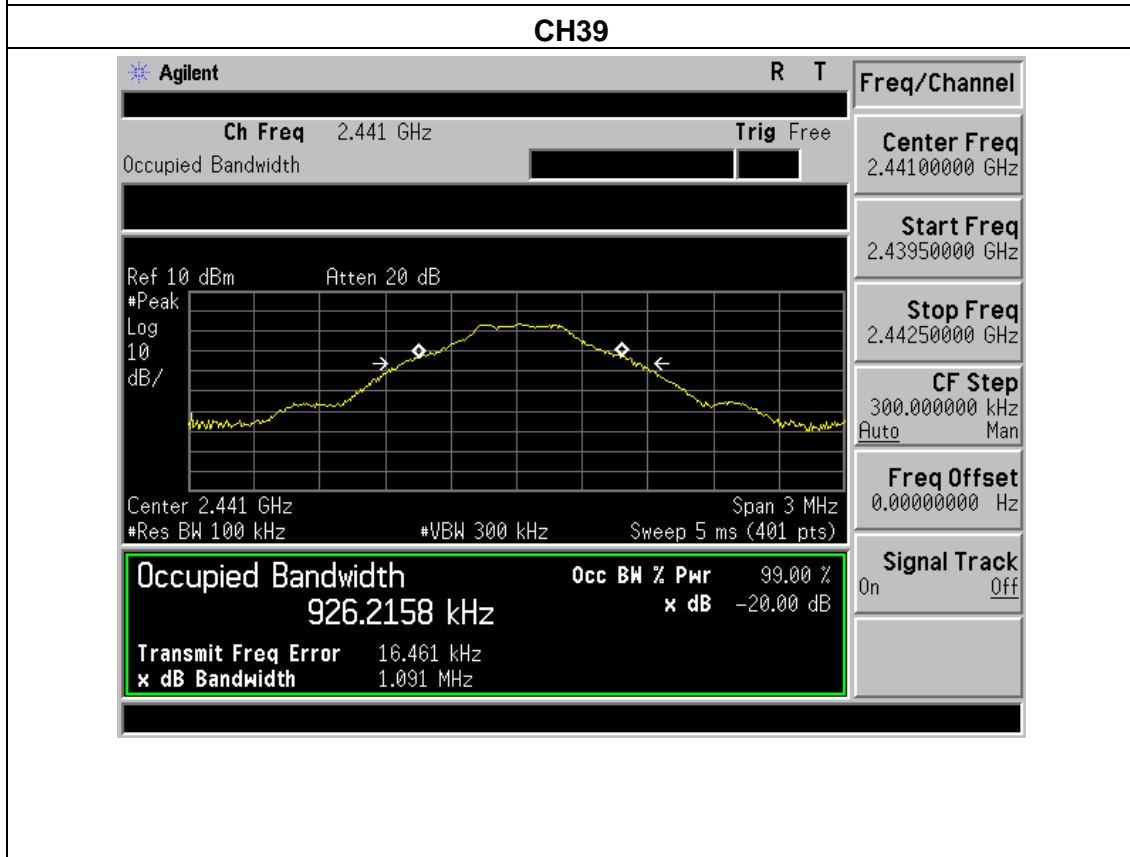 CH39
Agilent R T
Freq/Channel
Ch Freq 2.441 GHz Trig Free
Occupied Bandwidth
Center Freq
2.44100000 GHz
Start Freq
2.43950000 GHz
Stop Freq
2.44250000 GHz
CF Step
300.000000 kHz
Auto Man
Freq Offset
0.00000000 Hz
Signal Track
On Off
Ref 10 dBm Atten 20 dB
#Peak
Log
10
dB/
Center 2.441 GHz Span 3 MHz
#Res BW 100 kHz #VBW 300 kHz Sweep 5 ms (401 pts)
Occupied Bandwidth Occ BW % Pwr 99.00 %
926.2158 kHz x dB -20.00 dB
Transmit Freq Error 16.461 kHz
x dB Bandwidth 1.091 MHz